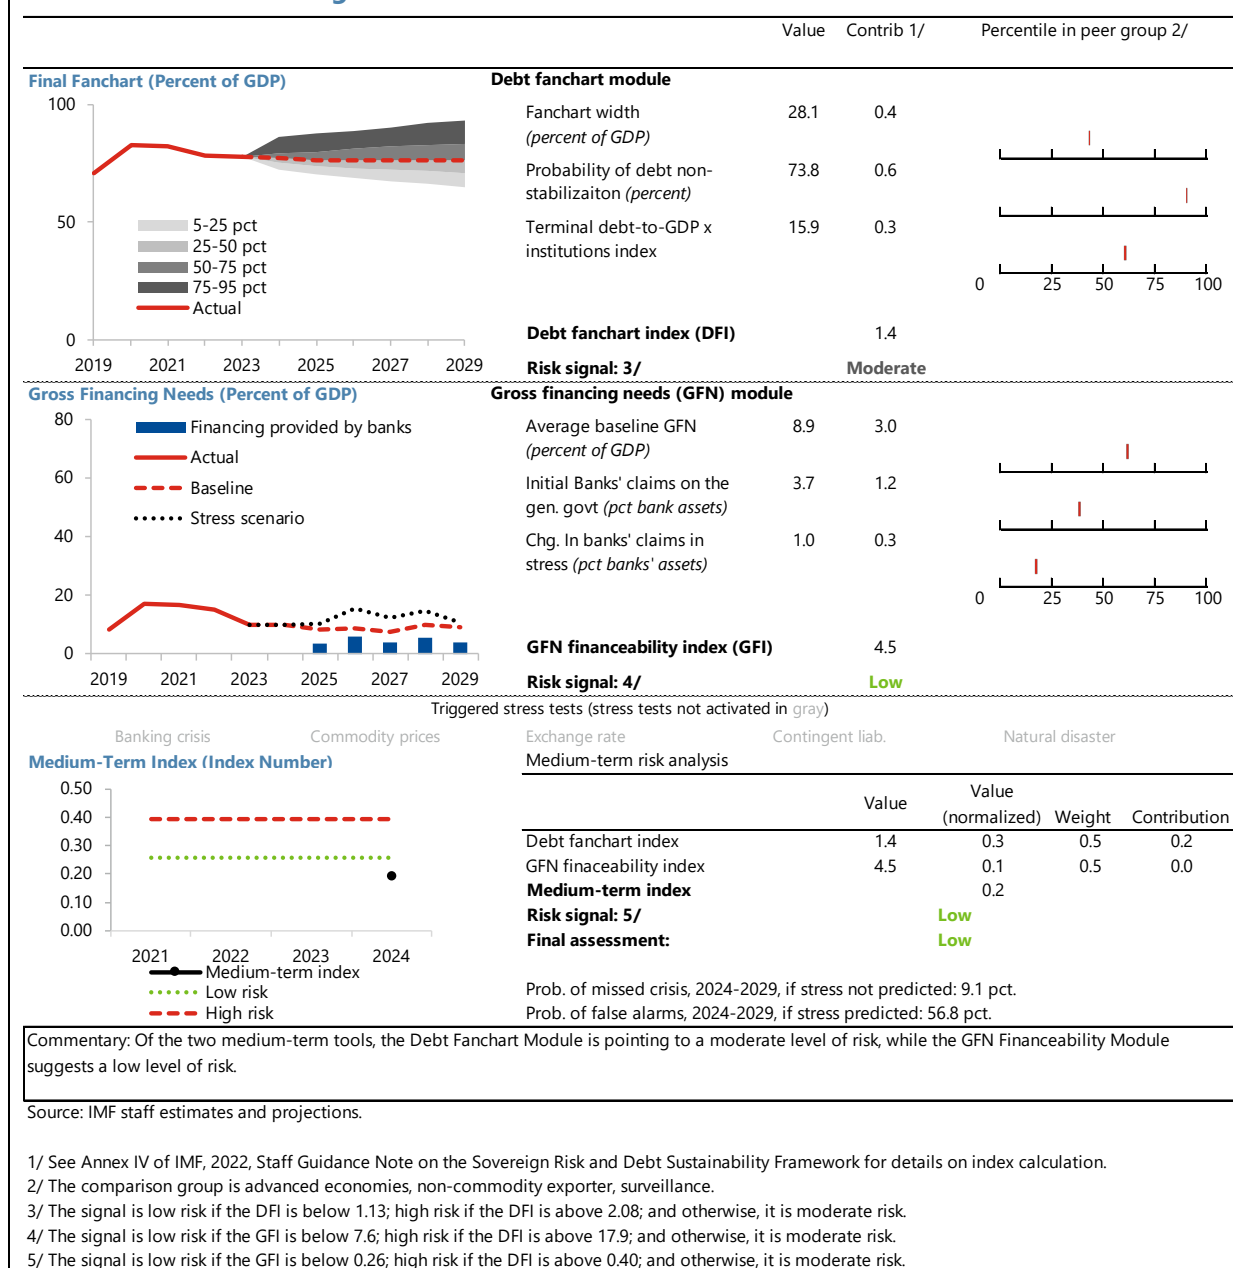 Value Contrib 1/ Percentile in peer group 2/
Final Fanchart (Percent of GDP)
100
50
0
5-25 pct
25-50 pct
50-75 pct
75-95 pct
Actual
2019 2021 2023 2025 2027 2029
Debt fanchart module
Fanchart width 28.1 0.4
(percent of GDP)
Probability of debt non- 73.8 0.6
stabilizaiton (percent)
Terminal debt-to-GDP x 15.9 0.3
institutions index
0 25 50 75 100
Debt fanchart index (DFI) 1.4
Risk signal: 3/ Moderate
Gross Financing Needs (Percent of GDP)
80
60
40
20
0
Financing provided by banks
Actual
Baseline
Stress scenario
2019 2021 2023 2025 2027 2029
Gross financing needs (GFN) module
Average baseline GFN 8.9 3.0
(percent of GDP)
Initial Banks' claims on the 3.7 1.2
gen. govt (pct bank assets)
Chg. In banks' claims in 1.0 0.3
stress (pct banks' assets)
0 25 50 75 100
GFN financeability index (GFI) 4.5
Risk signal: 4/ Low
Triggered stress tests (stress tests not activated in gray)
Banking crisis Commodity prices Exchange rate Contingent liab. Natural disaster
Medium-Term Index (Index Number)
0.50
0.40
0.30
0.20
0.10
0.00
2021 2022 2023 2024
Medium-term index
Low risk
High risk
Medium-term risk analysis
Value Value (normalized) Weight Contribution
Debt fanchart index 1.4 0.3 0.5 0.2
GFN finaceability index 4.5 0.1 0.5 0.0
Medium-term index 0.2
Risk signal: 5/ Low
Final assessment: Low
Prob. of missed crisis, 2024-2029, if stress not predicted: 9.1 pct.
Prob. of false alarms, 2024-2029, if stress predicted: 56.8 pct.
Commentary: Of the two medium-term tools, the Debt Fanchart Module is pointing to a moderate level of risk, while the GFN Financeability Module
suggests a low level of risk.
Source: IMF staff estimates and projections.
1/ See Annex IV of IMF, 2022, Staff Guidance Note on the Sovereign Risk and Debt Sustainability Framework for details on index calculation.
2/ The comparison group is advanced economies, non-commodity exporter, surveillance.
3/ The signal is low risk if the DFI is below 1.13; high risk if the DFI is above 2.08; and otherwise, it is moderate risk.
4/ The signal is low risk if the GFI is below 7.6; high risk if the DFI is above 17.9; and otherwise, it is moderate risk.
5/ The signal is low risk if the GFI is below 0.26; high risk if the DFI is above 0.40; and otherwise, it is moderate risk.